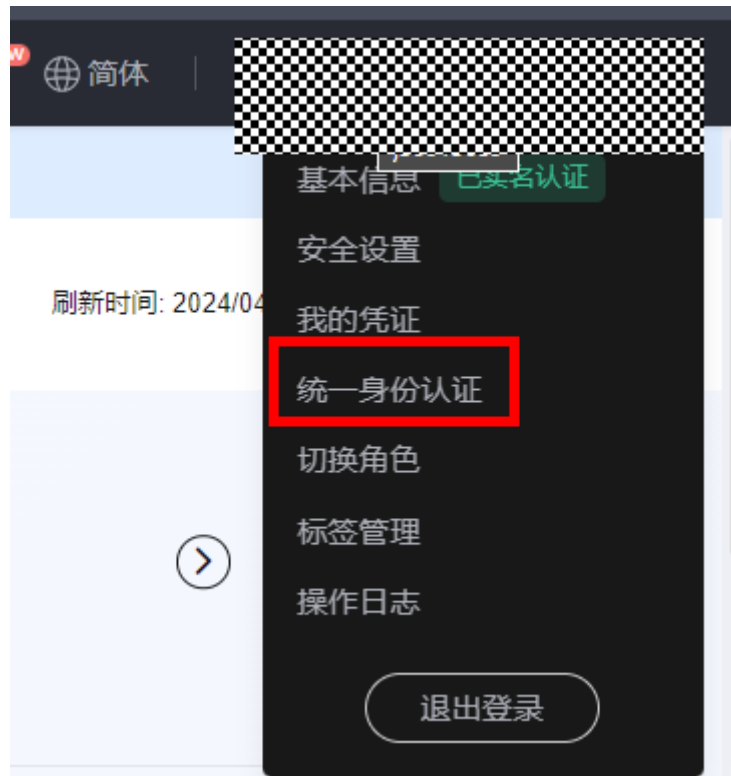 简体
基本信息 已实名认证
安全设置
刷新时间: 2024/04
我的凭证
统一身份认证
切换角色
标签管理
操作日志
退出登录